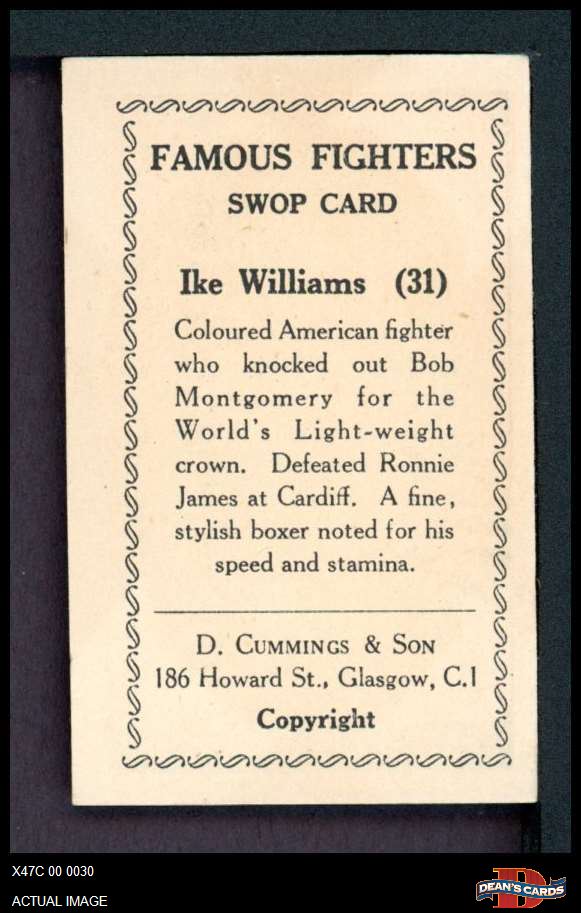 FAMOUS FIGHTERS
SWOP CARD
Ike Williams (31)
Coloured American fighter
who knocked out Bob
Montgomery for the
World's Light-weight
crown. Defeated Ronnie
James at Cardiff. A fine,
stylish boxer noted for his
speed and stamina.
D. CUMMINGS & SON
186 Howard St., Glasgow, C.1
Copyright
X47C 00 0030
ACTUAL IMAGE
D
DEAN'S CARDS